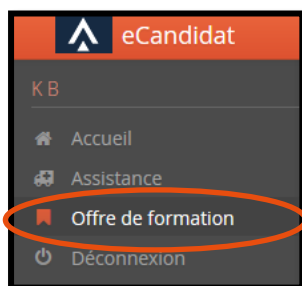 eCandidat
K B
Accueil
Assistance
Offre de formation
Déconnexion